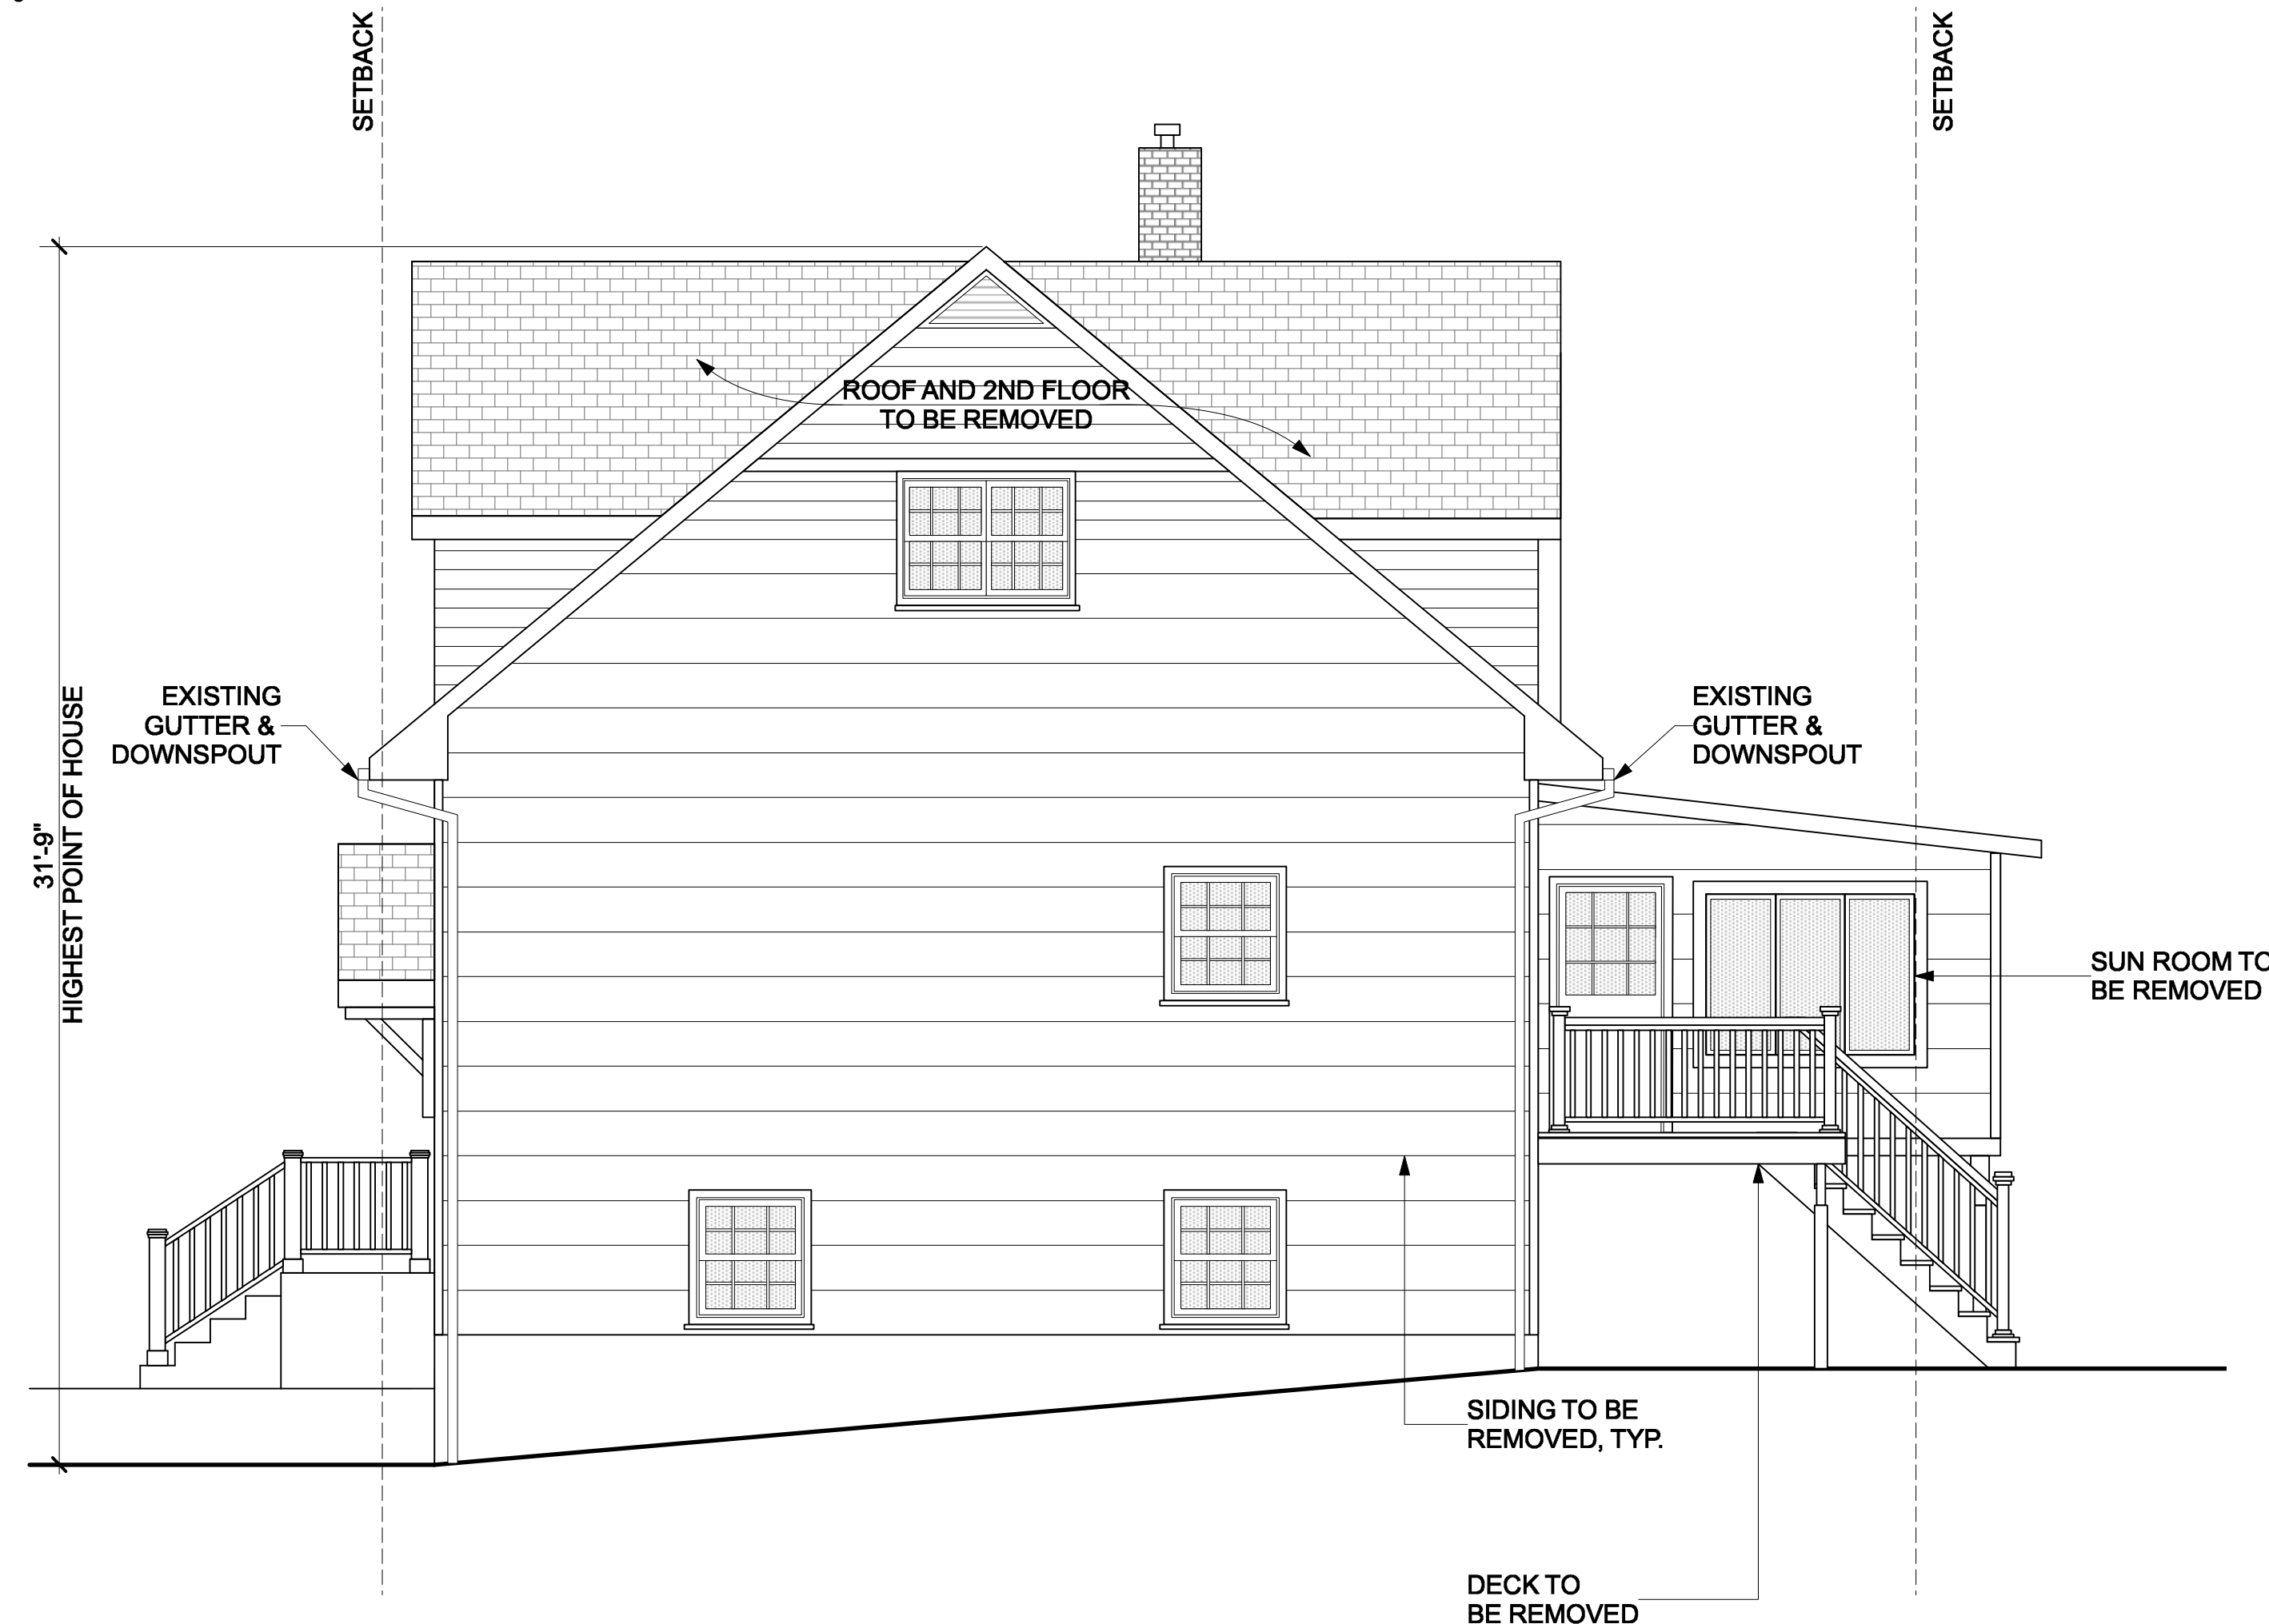 SETBACK
SETBACK
ROOF AND 2ND FLOOR
TO BE REMOVED
EXISTING
GUTTER &
DOWNSPOUT
EXISTING
GUTTER &
DOWNSPOUT
31'-9"
HIGHEST POINT OF HOUSE
SUN ROOM TO
BE REMOVED
SIDING TO BE
REMOVED, TYP.
DECK TO
BE REMOVED